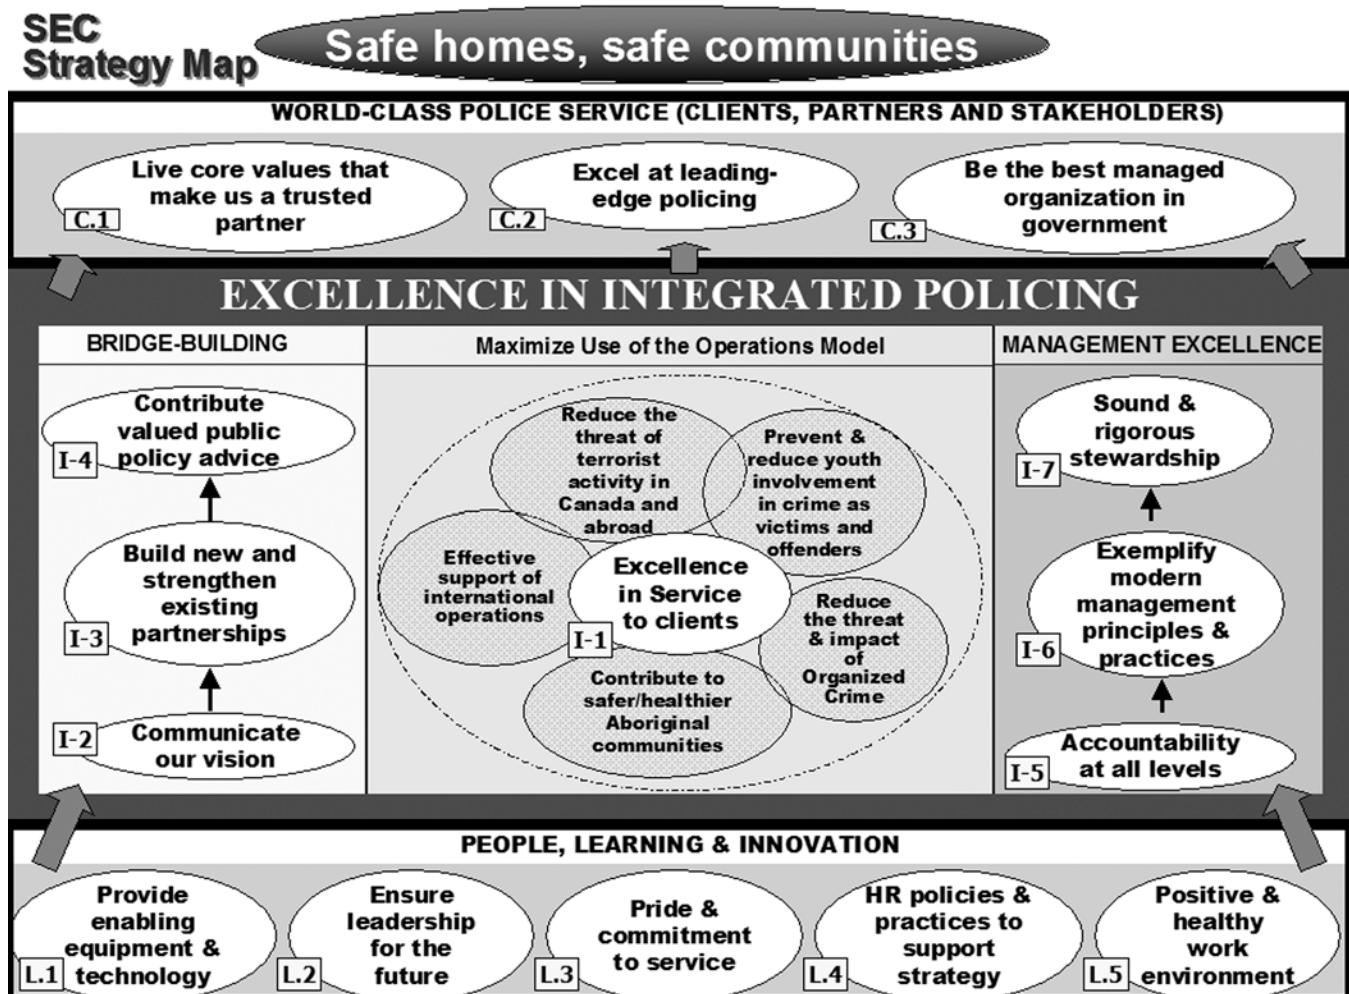 SEC
Strategy Map
Safe homes, safe communities
WORLD-CLASS POLICE SERVICE (CLIENTS, PARTNERS AND STAKEHOLDERS)
Live core values that
make us a trusted
partner
C.1
Excel at leading-
edge policing
C.2
Be the best managed
organization in
government
C.3
EXCELLENCE IN INTEGRATED POLICING
BRIDGE-BUILDING
Contribute
valued public
policy advice
I-4
Build new and
strengthen
existing
partnerships
I-3
Communicate
our vision
I-2
Maximize Use of the Operations Model
Reduce the
threat of
terrorist
activity in
Canada and
abroad
Prevent &
reduce youth
involvement
in crime as
victims and
offenders
Effective
support of
international
operations
Excellence
in Service
to clients
I-1
Reduce
the threat
& impact
of
Organized
Crime
Contribute to
safer/healthier
Aboriginal
communities
MANAGEMENT EXCELLENCE
Sound &
rigorous
stewardship
I-7
Exemplify
modern
management
principles &
practices
I-6
Accountability
at all levels
I-5
PEOPLE, LEARNING & INNOVATION
Provide
enabling
equipment &
technology
L.1
Ensure
leadership
for the
future
L.2
Pride &
commitment
to service
L.3
HR policies &
practices to
support
strategy
L.4
Positive &
healthy
work
environment
L.5